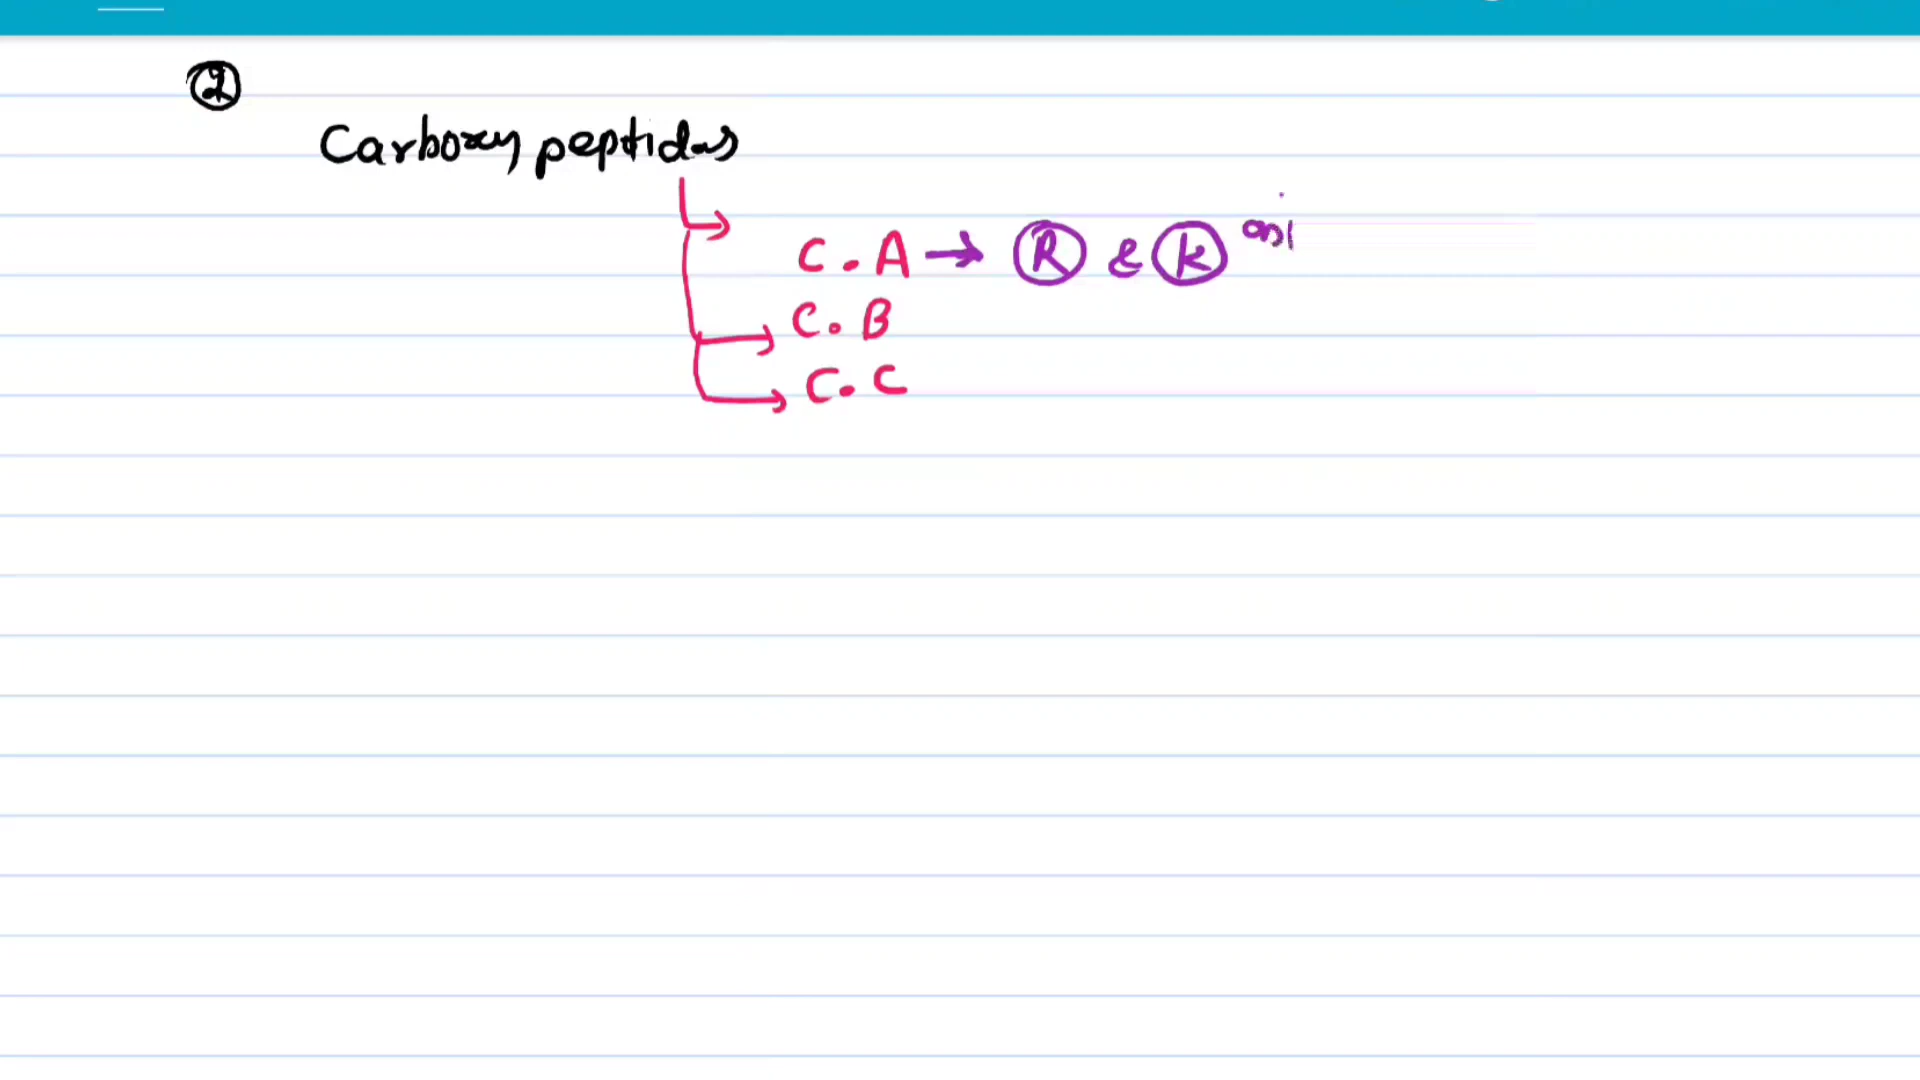 ②
Carboxy peptidas
C.A → R & K
C.B
C.C